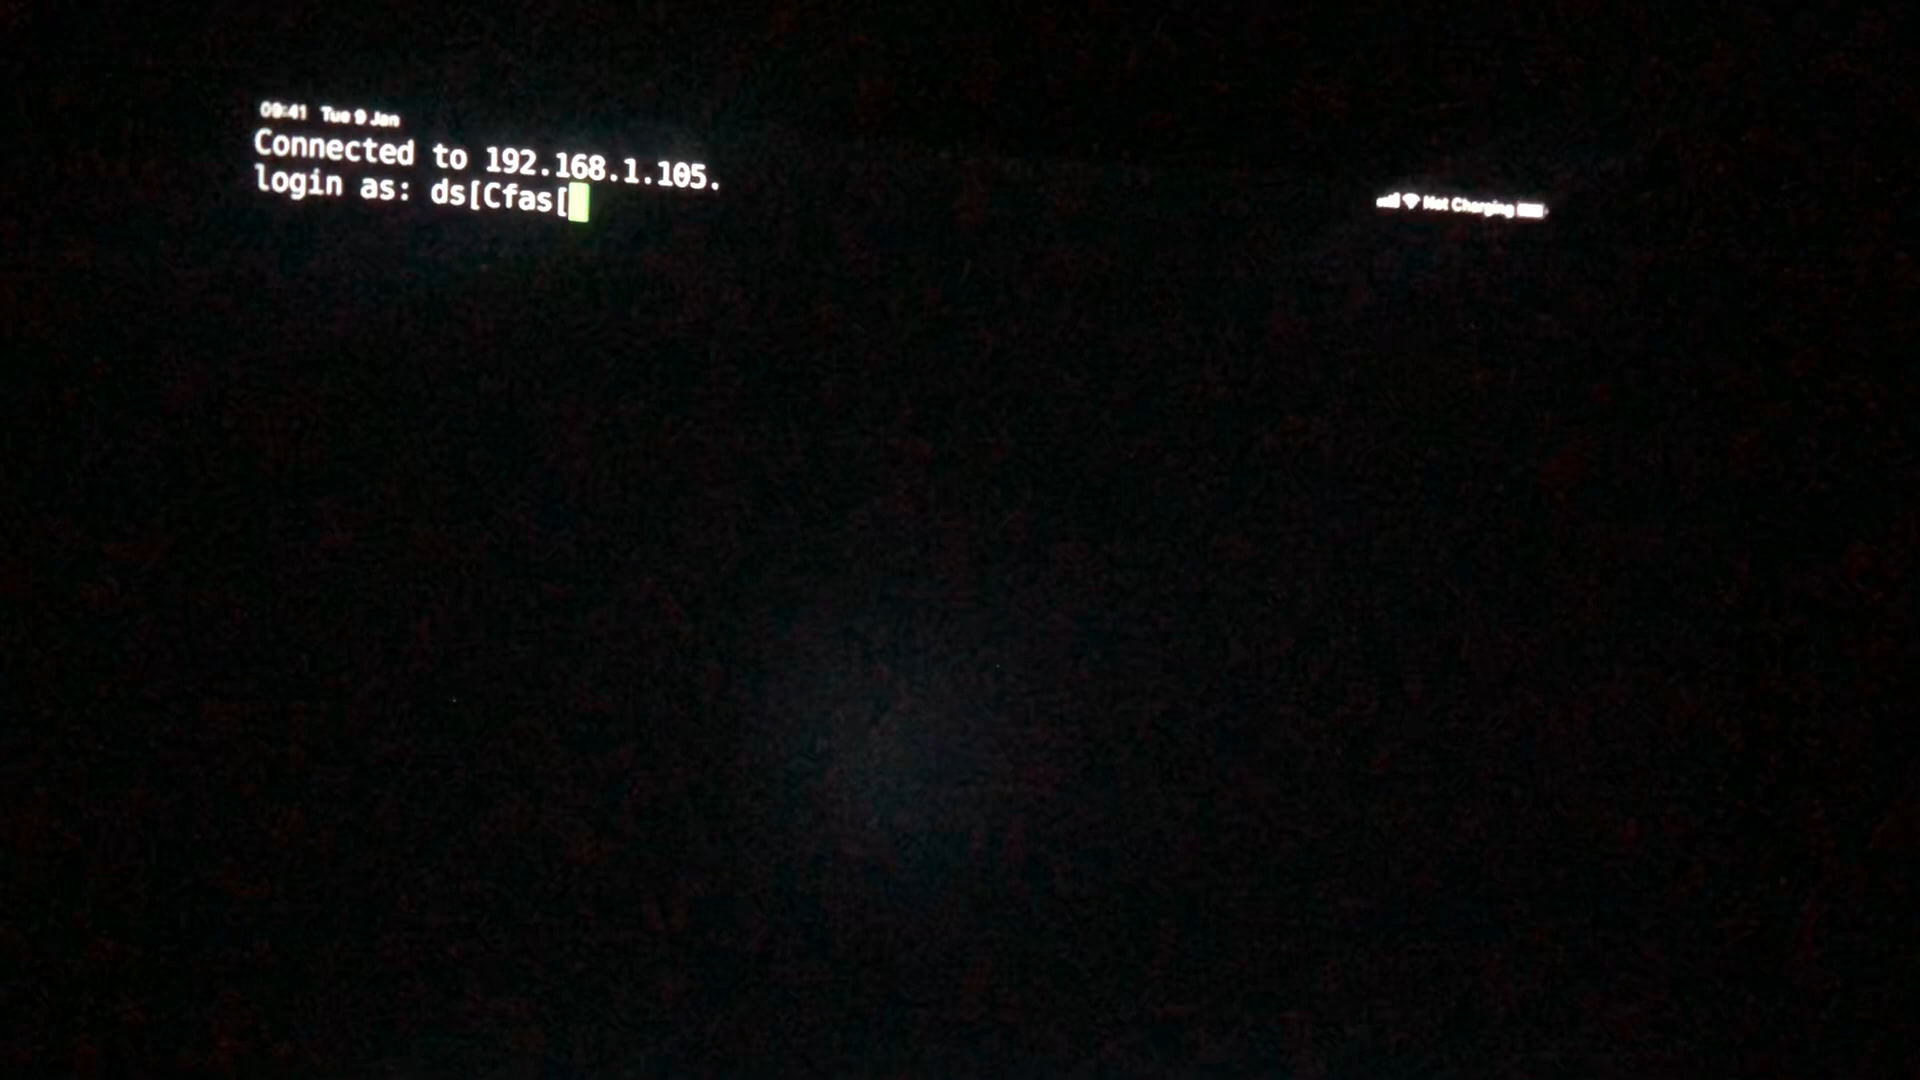 09:41 Tue 9 Jan
Connected to 192.168.1.105.
login as: ds[Cfas[
Not Charging